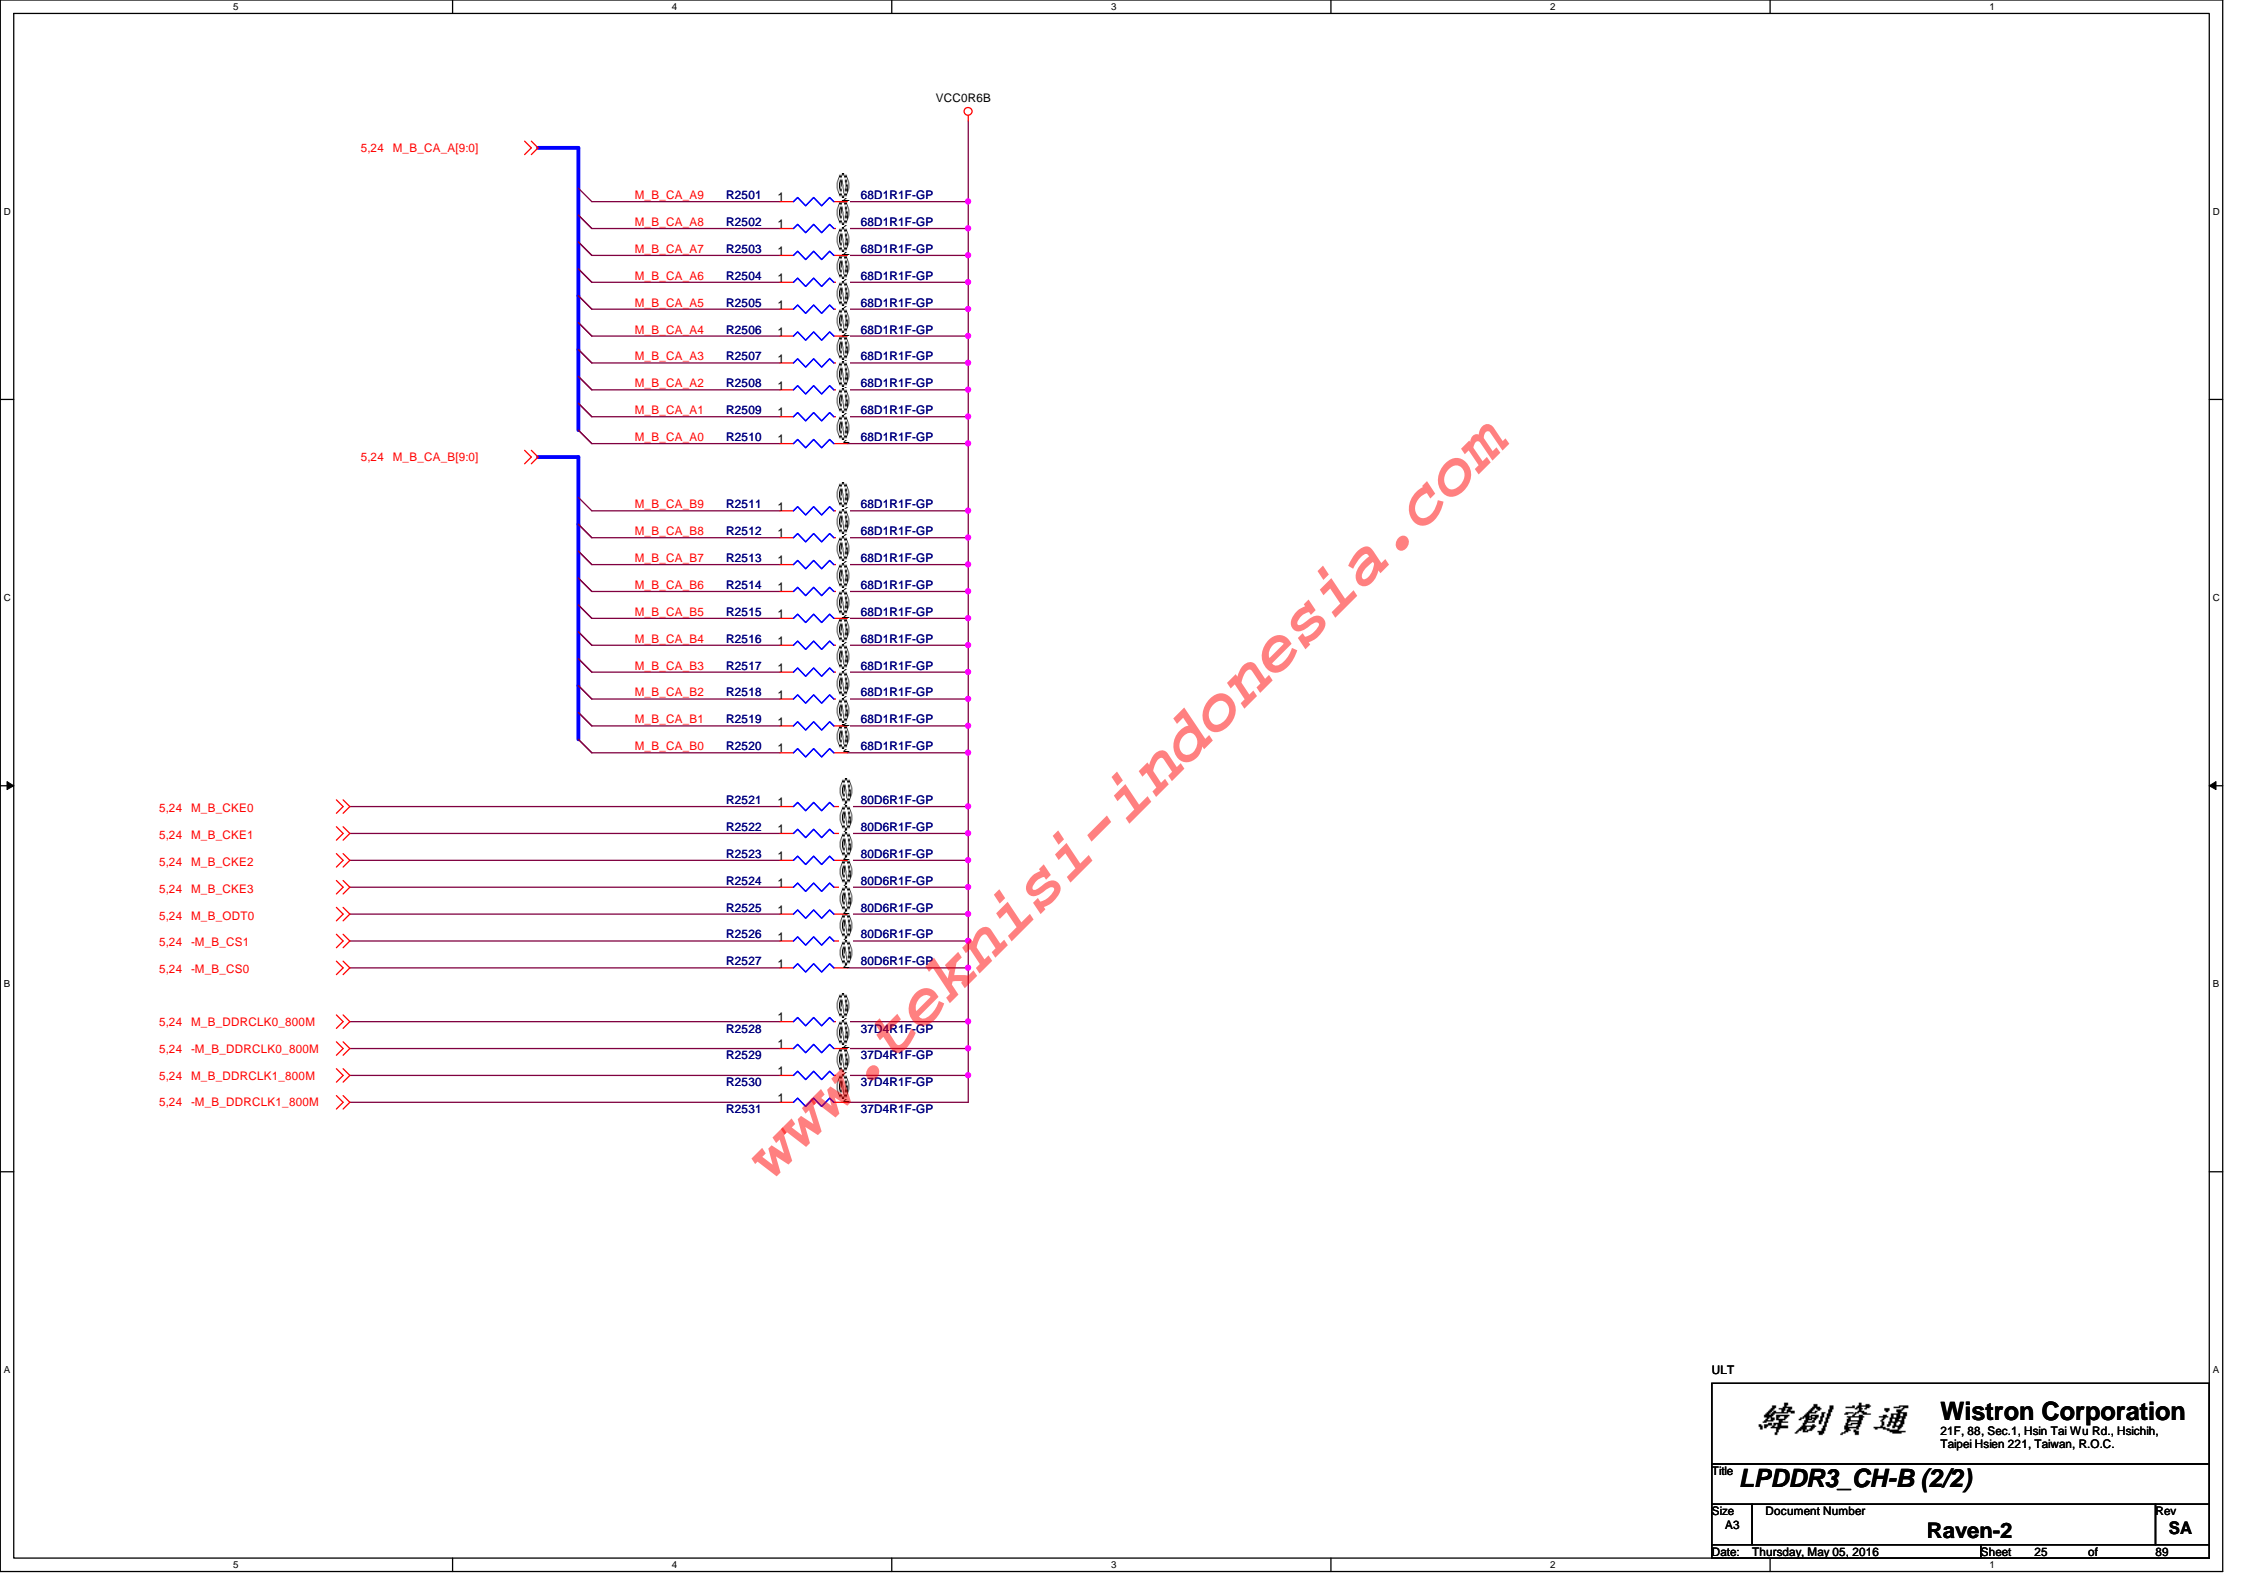 5 4 3 2 1
VCC0R6B
5,24 M_B_CA_A[9:0]
M_B_CA_A9 R2501 1 68D1R1F-GP
D D
M_B_CA_A8 R2502 1 68D1R1F-GP
M_B_CA_A7 R2503 1 68D1R1F-GP
M_B_CA_A6 R2504 1 68D1R1F-GP
M_B_CA_A5 R2505 1 68D1R1F-GP
M_B_CA_A4 R2506 1 68D1R1F-GP
M_B_CA_A3 R2507 1 68D1R1F-GP
M_B_CA_A2 R2508 1 68D1R1F-GP
M_B_CA_A1 R2509 1 68D1R1F-GP
M_B_CA_A0 R2510 1 68D1R1F-GP
5,24 M_B_CA_B[9:0]
M_B_CA_B9 R2511 1 68D1R1F-GP
M_B_CA_B8 R2512 1 68D1R1F-GP
M_B_CA_B7 R2513 1 68D1R1F-GP
M_B_CA_B6 R2514 1 68D1R1F-GP
C C
M_B_CA_B5 R2515 1 68D1R1F-GP
M_B_CA_B4 R2516 1 68D1R1F-GP
M_B_CA_B3 R2517 1 68D1R1F-GP
M_B_CA_B2 R2518 1 68D1R1F-GP
M_B_CA_B1 R2519 1 68D1R1F-GP
M_B_CA_B0 R2520 1 68D1R1F-GP
5,24 M_B_CKE0 R2521 1 80D6R1F-GP
5,24 M_B_CKE1 R2522 1 80D6R1F-GP
5,24 M_B_CKE2 R2523 1 80D6R1F-GP
5,24 M_B_CKE3 R2524 1 80D6R1F-GP
5,24 M_B_ODT0 R2525 1 80D6R1F-GP
5,24 -M_B_CS1 R2526 1 80D6R1F-GP
5,24 -M_B_CS0 R2527 1 80D6R1F-GP
B B
5,24 M_B_DDRCLK0_800M R2528 1 37D4R1F-GP
5,24 -M_B_DDRCLK0_800M R2529 1 37D4R1F-GP
5,24 M_B_DDRCLK1_800M R2530 1 37D4R1F-GP
5,24 -M_B_DDRCLK1_800M R2531 1 37D4R1F-GP
www.teknisi-indonesia.com
A A
ULT
緯創資通 Wistron Corporation
21F, 88, Sec.1, Hsin Tai Wu Rd., Hsichih,
Taipei Hsien 221, Taiwan, R.O.C.
Title LPDDR3_CH-B (2/2)
Size Document Number Rev
A3 Raven-2 SA
Date: Thursday, May 05, 2016 Sheet 25 of 89
5 4 3 2 1